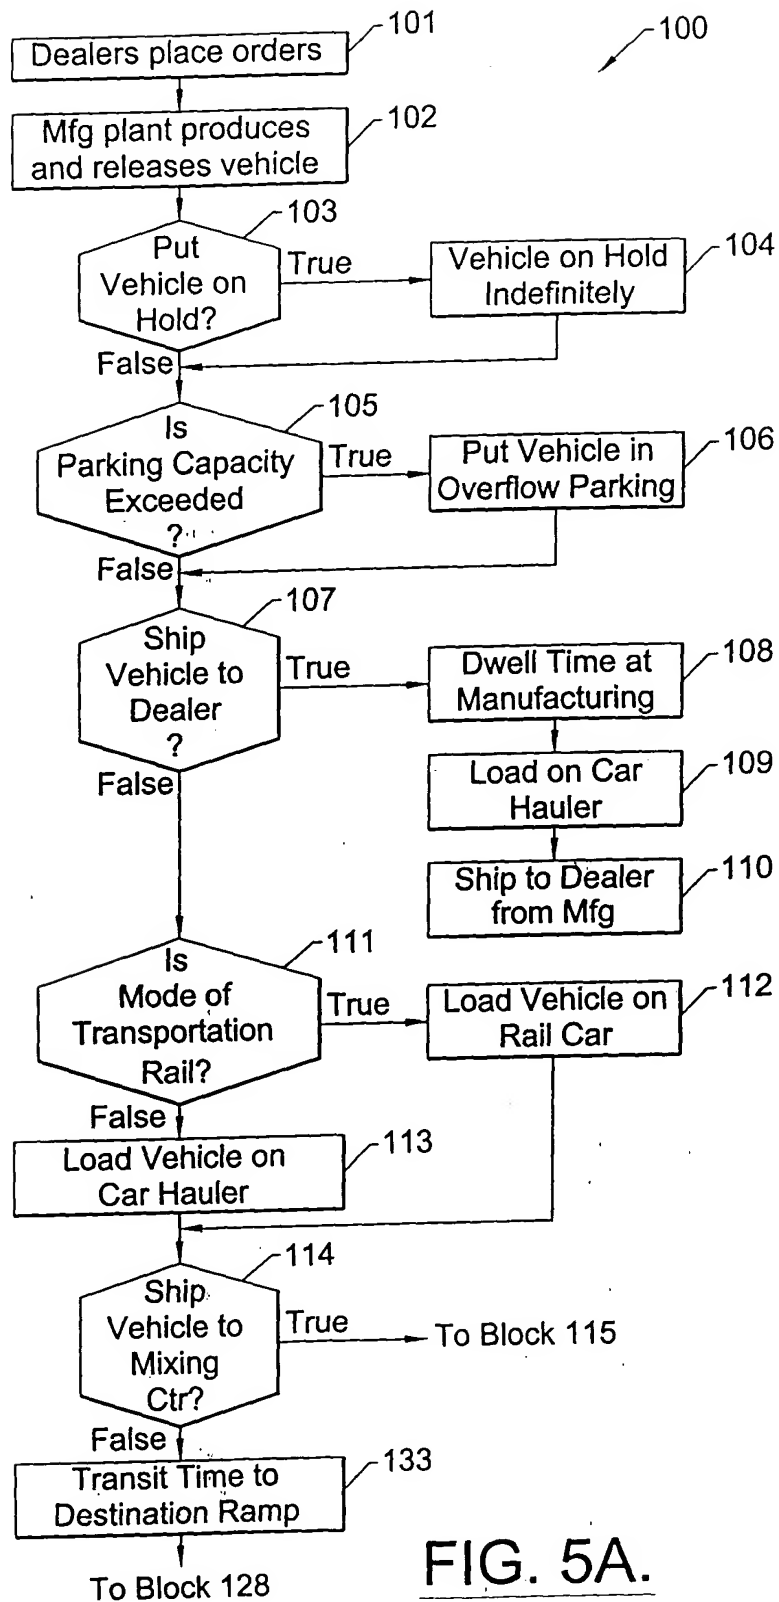 100
101
Dealers place orders
102
Mfg plant produces
and releases vehicle
103
Put
Vehicle on
Hold?
True
104
Vehicle on Hold
Indefinitely
False
105
Is
Parking Capacity
Exceeded
?
True
106
Put Vehicle in
Overflow Parking
False
107
Ship
Vehicle to
Dealer
?
True
108
Dwell Time at
Manufacturing
False
109
Load on Car
Hauler
110
Ship to Dealer
from Mfg
111
Is
Mode of
Transportation
Rail?
True
112
Load Vehicle on
Rail Car
False
113
Load Vehicle on
Car Hauler
114
Ship
Vehicle to
Mixing
Ctr?
True
To Block 115
False
133
Transit Time to
Destination Ramp
To Block 128
FIG. 5A.